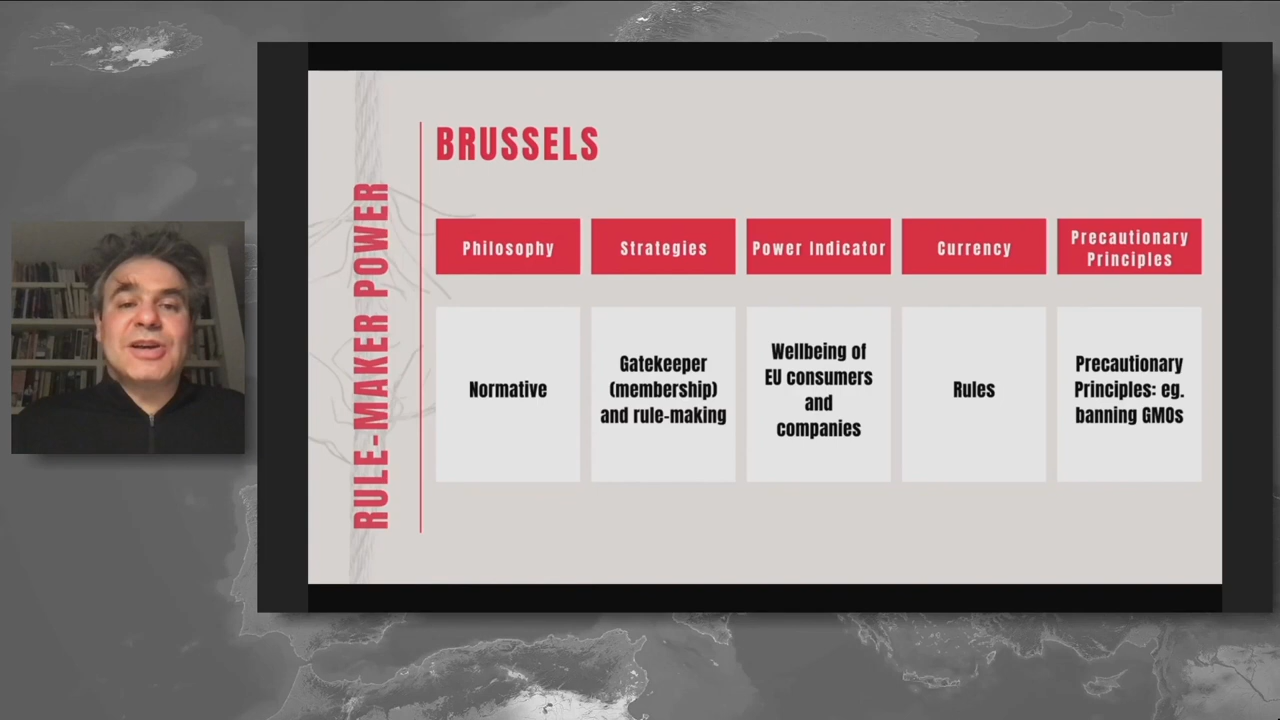 BRUSSELS
RULE-MAKER POWER
Philosophy
Strategies
Power Indicator
Currency
Precautionary
Principles
Normative
Gatekeeper
(membership)
and rule-making
Wellbeing of
EU consumers
and
companies
Rules
Precautionary
Principles: eg.
banning GMOs